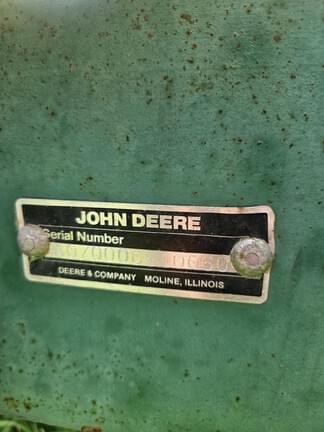 JOHN DEERE
Serial Number
DEERE & COMPANY MOLINE, ILLINOIS